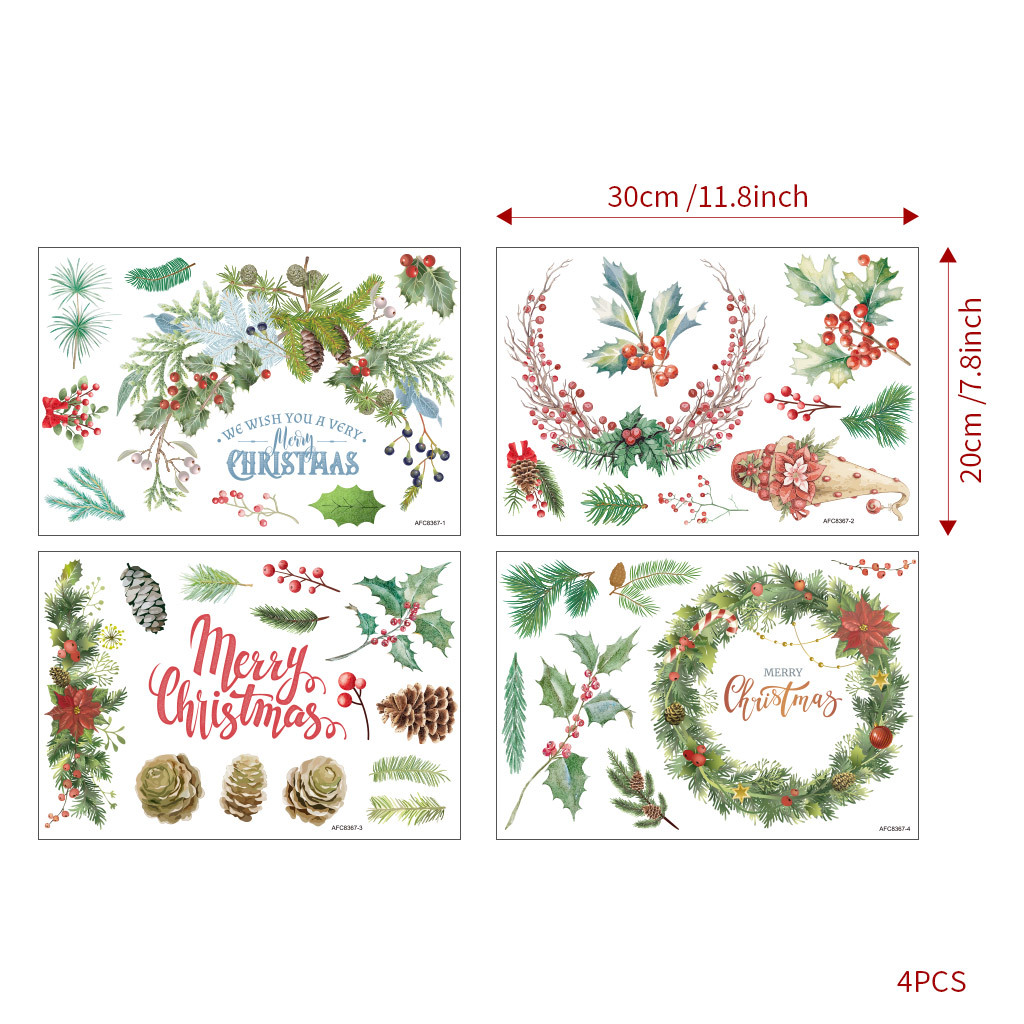 30cm /11.8inch
20cm /7.8inch
WE WISH YOU A VERY
Merry
CHRISTMAS
AFC8367-1
AFC8367-2
Merry
Christmas
AFC8367-3
MERRY
Christmas
AFC8367-4
4PCS